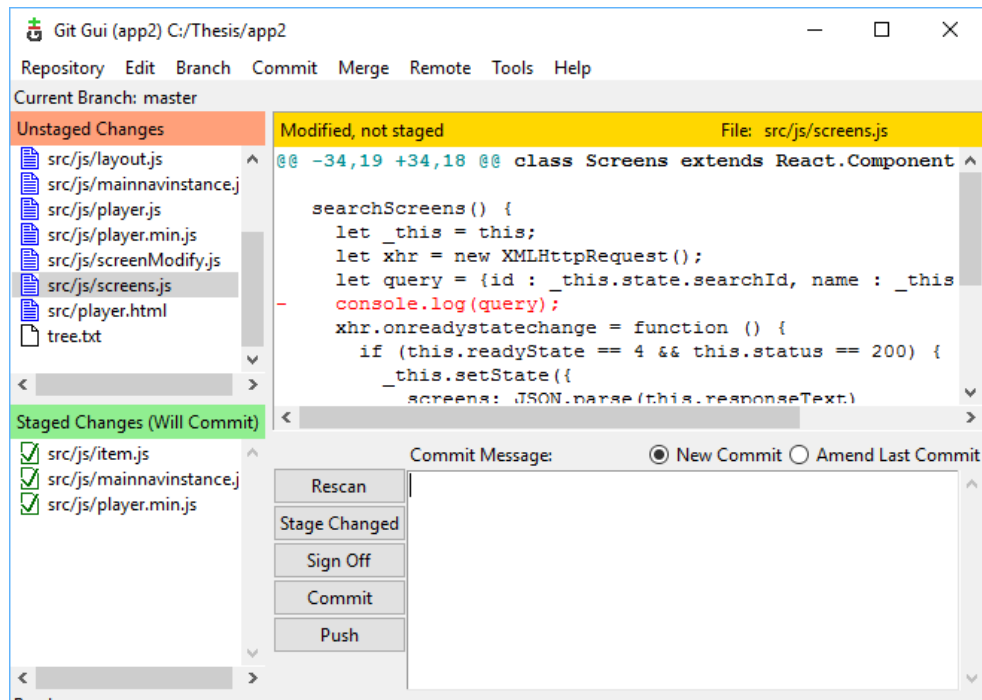 Git Gui (app2) C:/Thesis/app2
Repository Edit Branch Commit Merge Remote Tools Help
Current Branch: master
Unstaged Changes
src/js/layout.js
src/js/mainnavinstance.j
src/js/player.js
src/js/player.min.js
src/js/screenModify.js
src/js/screens.js
src/player.html
tree.txt
Staged Changes (Will Commit)
src/js/item.js
src/js/mainnavinstance.j
src/js/player.min.js
Modified, not staged File: src/js/screens.js
@@ -34,19 +34,18 @@ class Screens extends React.Component
searchScreens() {
let _this = this;
let xhr = new XMLHttpRequest();
let query = {id : _this.state.searchId, name : _this
- console.log(query);
xhr.onreadystatechange = function () {
if (this.readyState == 4 && this.status == 200) {
_this.setState({
screens: JSON.parse(this.responseText)
Commit Message: New Commit Amend Last Commit
Rescan
Stage Changed
Sign Off
Commit
Push